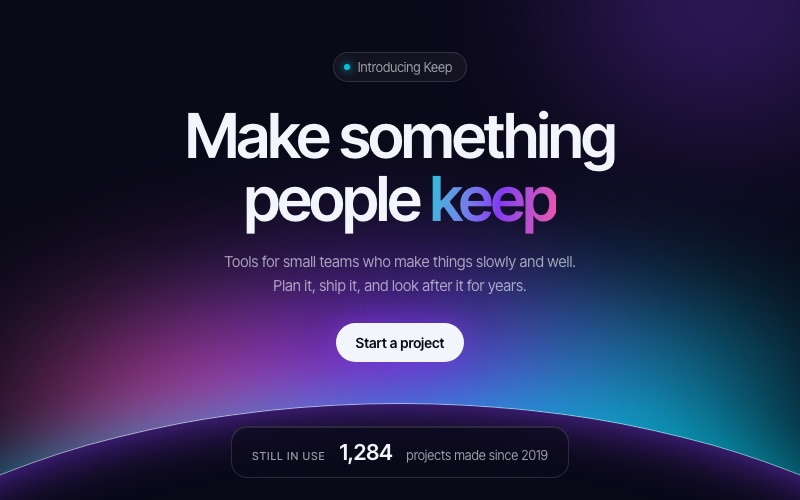 Introducing Keep
Make something
people keep
Tools for small teams who make things slowly and well.
Plan it, ship it, and look after it for years.
Start a project
STILL IN USE 1,284 projects made since 2019